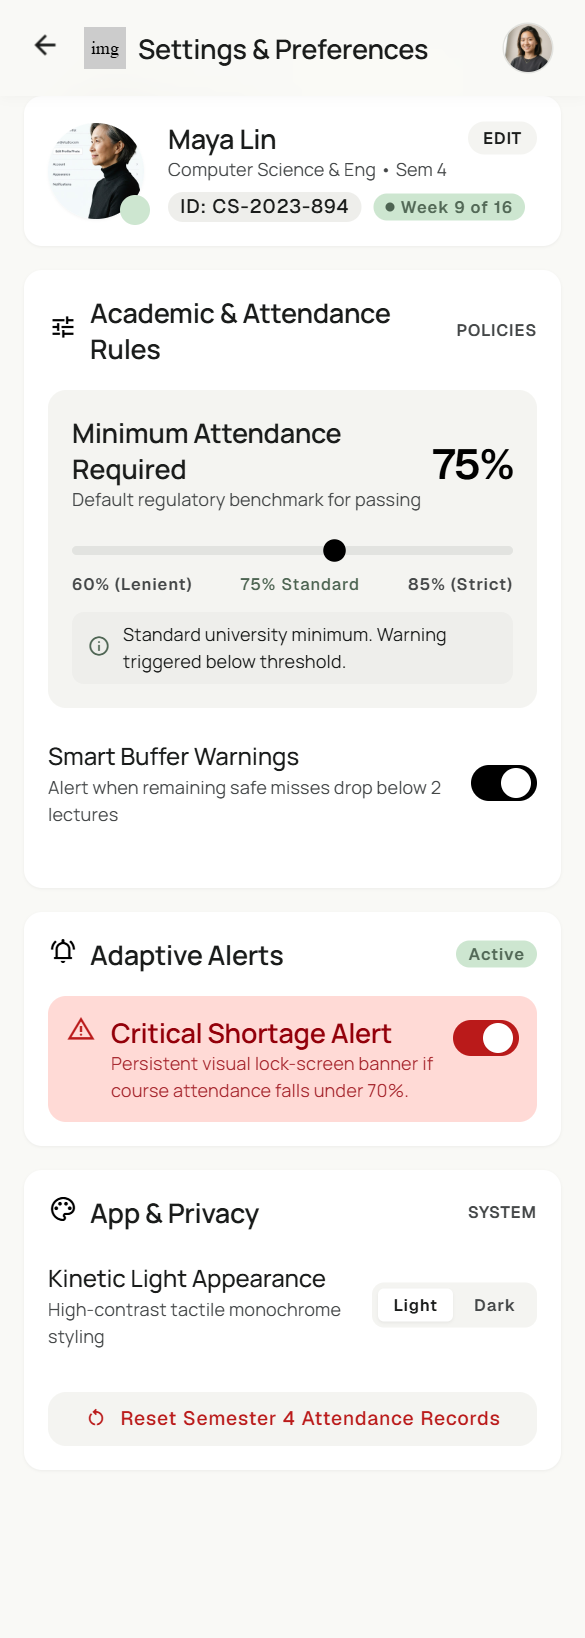 img Settings & Preferences
Maya Lin
EDIT
Computer Science & Eng • Sem 4
ID: CS-2023-894
Week 9 of 16
Academic & Attendance
Rules
POLICIES
Minimum Attendance
Required
75%
Default regulatory benchmark for passing
60% (Lenient)
75% Standard
85% (Strict)
Standard university minimum. Warning
triggered below threshold.
Smart Buffer Warnings
Alert when remaining safe misses drop below 2
lectures
Adaptive Alerts
Active
Critical Shortage Alert
Persistent visual lock-screen banner if
course attendance falls under 70%.
App & Privacy
SYSTEM
Kinetic Light Appearance
High-contrast tactile monochrome
styling
Light
Dark
Reset Semester 4 Attendance Records